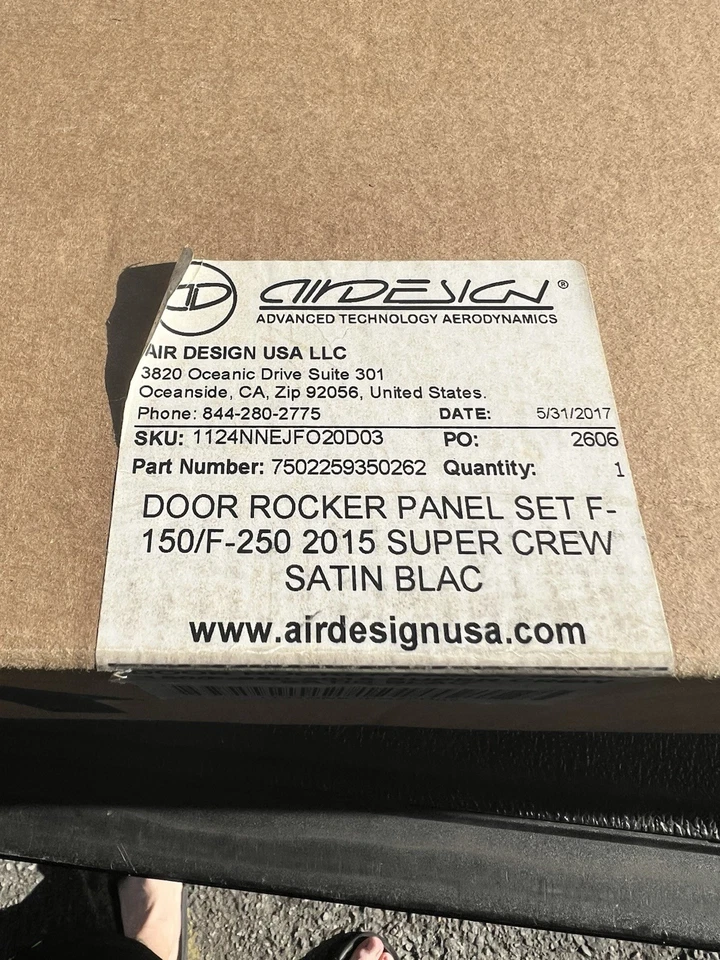 AD AIRDESIGN ®
ADVANCED TECHNOLOGY AERODYNAMICS
AIR DESIGN USA LLC
3820 Oceanic Drive Suite 301
Oceanside, CA, Zip 92056, United States.
Phone: 844-280-2775 DATE: 5/31/2017
SKU: 1124NNEJFO20D03 PO: 2606
Part Number: 7502259350262 Quantity: 1
DOOR ROCKER PANEL SET F-
150/F-250 2015 SUPER CREW
SATIN BLAC
www.airdesignusa.com